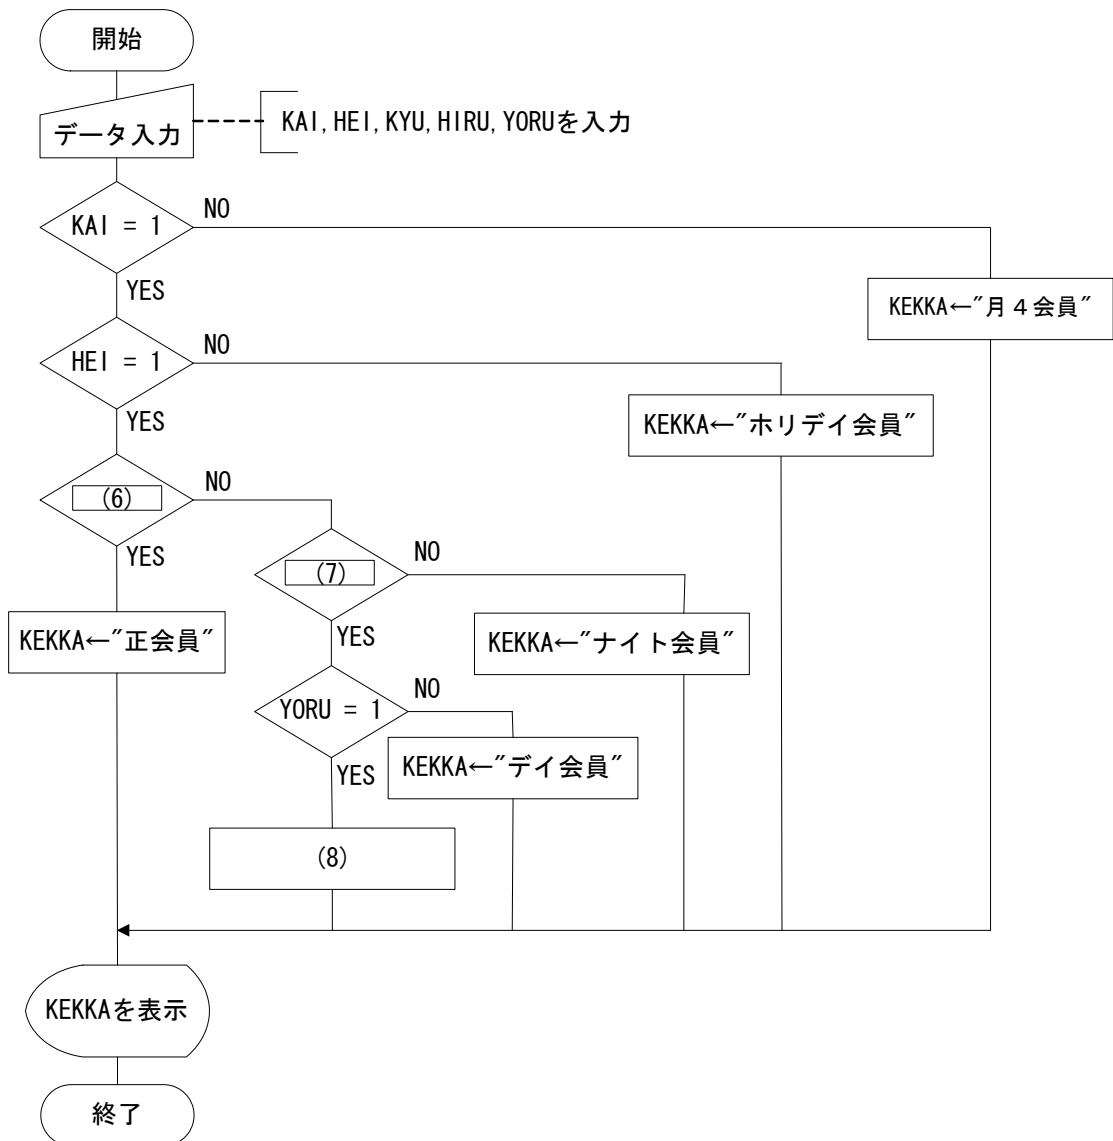 開始
データ入力
KAI,HEI,KYU,HIRU,YORUを入力
KAI = 1
NO
YES
KEKKA←"月４会員"
HEI = 1
NO
YES
KEKKA←"ホリデイ会員"
(6)
NO
YES
(7)
NO
YES
KEKKA←"正会員"
KEKKA←"ナイト会員"
YORU = 1
NO
YES
KEKKA←"デイ会員"
(8)
KEKKAを表示
終了